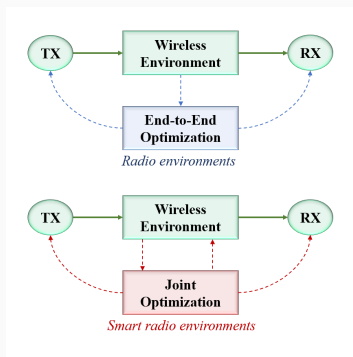 TX
Wireless
Environment
RX
End-to-End
Optimization
Radio environments
TX
Wireless
Environment
RX
Joint
Optimization
Smart radio environments